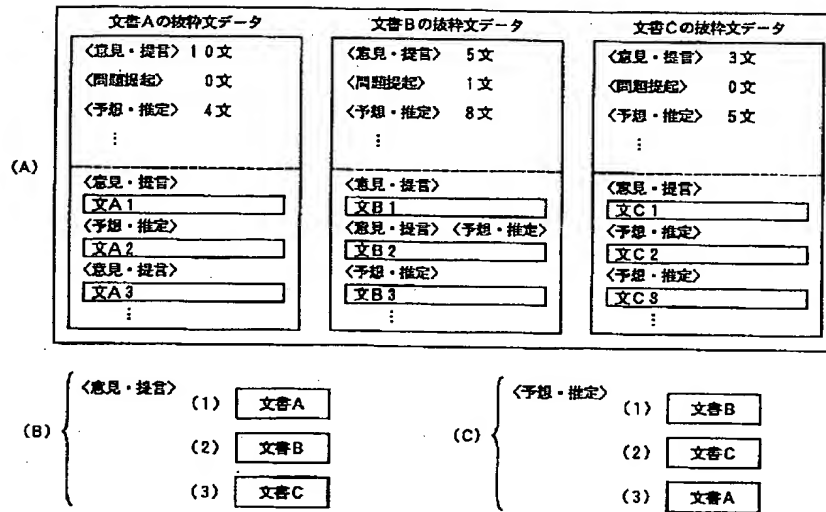 (A)
文書Aの抜粋文データ
〈意見・提言〉 10文
〈問題提起〉 0文
〈予想・推定〉 4文
⋮
〈意見・提言〉
文A1
〈予想・推定〉
文A2
〈意見・提言〉
文A3
⋮
文書Bの抜粋文データ
〈意見・提言〉 5文
〈問題提起〉 1文
〈予想・推定〉 8文
⋮
〈意見・提言〉
文B1
〈意見・提言〉 〈予想・推定〉
文B2
〈予想・推定〉
文B3
⋮
文書Cの抜粋文データ
〈意見・提言〉 3文
〈問題提起〉 0文
〈予想・推定〉 5文
⋮
〈意見・提言〉
文C1
〈予想・推定〉
文C2
〈予想・推定〉
文C3
⋮
(B)
〈意見・提言〉
(1) 文書A
(2) 文書B
(3) 文書C
(C)
〈予想・推定〉
(1) 文書B
(2) 文書C
(3) 文書A